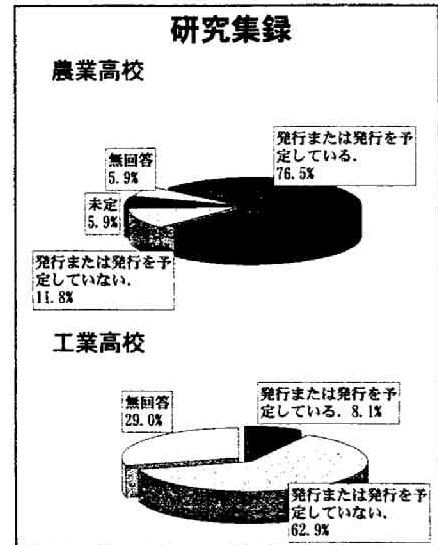 研究集録
農業高校
発行または発行を予
定している．
76.5%
無回答
5.9%
未定
5.9%
発行または発行を予
定していない．
11.8%
工業高校
無回答
29.0%
発行または発行を予
定している．8.1%
発行または発行を予
定していない．
62.9%